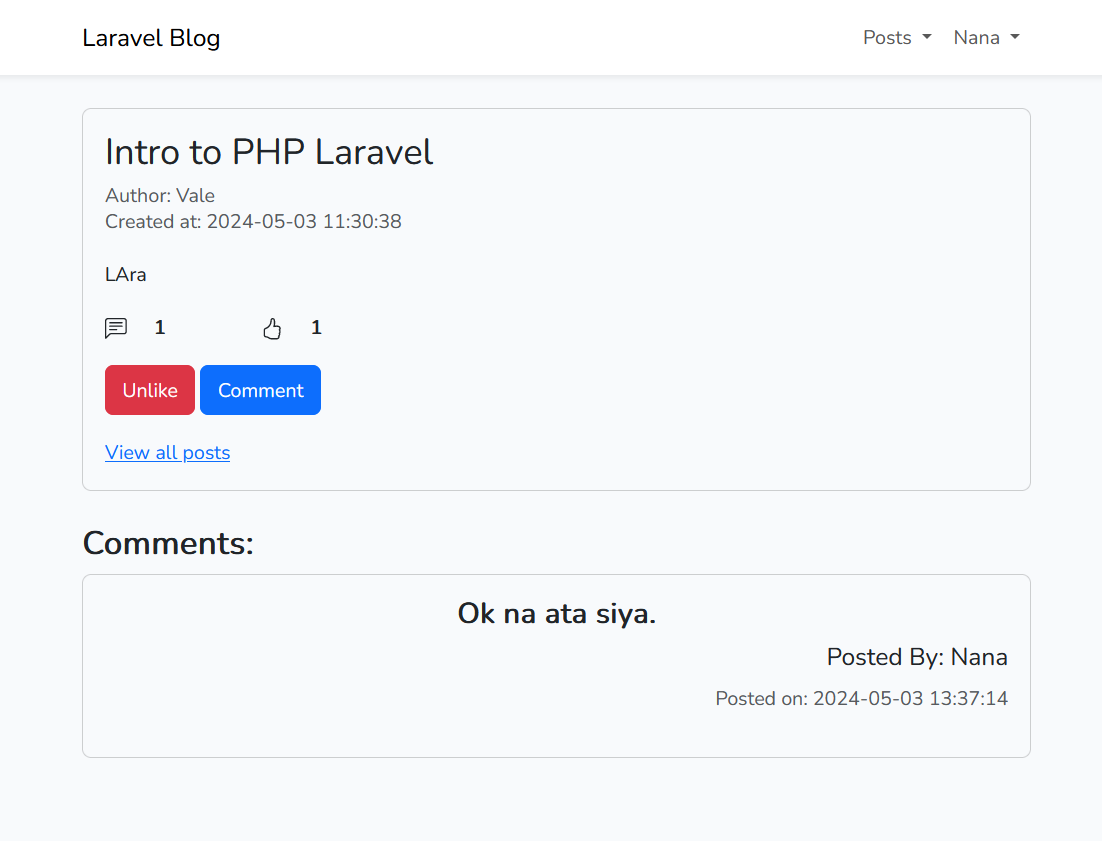 Laravel Blog
Posts Nana
Intro to PHP Laravel
Author: Vale
Created at: 2024-05-03 11:30:38
LAra
1 1
Unlike Comment
View all posts
Comments:
Ok na ata siya.
Posted By: Nana
Posted on: 2024-05-03 13:37:14